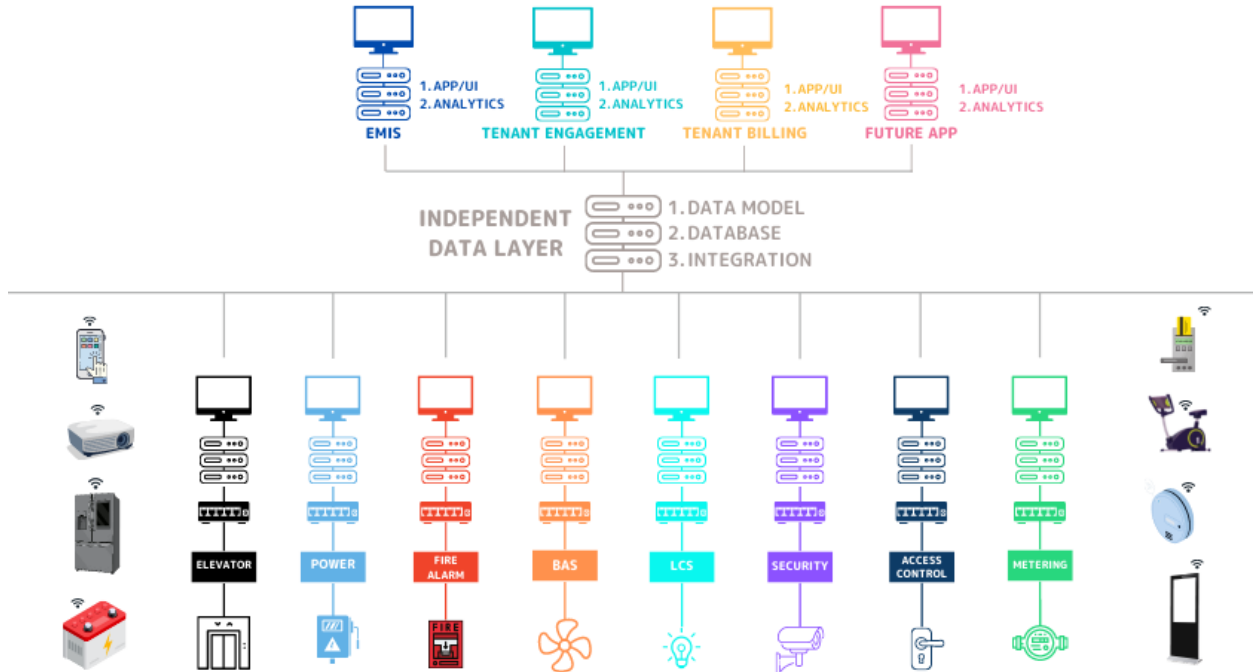 1. APP/UI
2. ANALYTICS
EMIS
1. APP/UI
2. ANALYTICS
TENANT ENGAGEMENT
1. APP/UI
2. ANALYTICS
TENANT BILLING
1. APP/UI
2. ANALYTICS
FUTURE APP
INDEPENDENT
DATA LAYER
1. DATA MODEL
2. DATABASE
3. INTEGRATION
ELEVATOR
POWER
FIRE
ALARM
BAS
LCS
SECURITY
ACCESS
CONTROL
METERING
FIRE